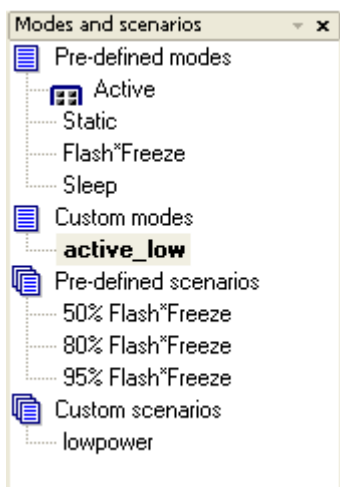 Modes and scenarios
Pre-defined modes
Active
Static
Flash*Freeze
Sleep
Custom modes
active_low
Pre-defined scenarios
50% Flash*Freeze
80% Flash*Freeze
95% Flash*Freeze
Custom scenarios
lowpower